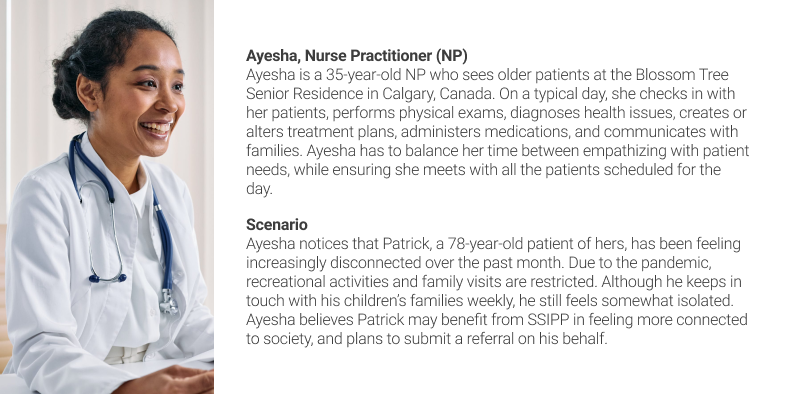 Ayesha, Nurse Practitioner (NP)
Ayesha is a 35-year-old NP who sees older patients at the Blossom Tree
Senior Residence in Calgary, Canada. On a typical day, she checks in with
her patients, performs physical exams, diagnoses health issues, creates or
alters treatment plans, administers medications, and communicates with
families. Ayesha has to balance her time between empathizing with patient
needs, while ensuring she meets with all the patients scheduled for the
day.
Scenario
Ayesha notices that Patrick, a 78-year-old patient of hers, has been feeling
increasingly disconnected over the past month. Due to the pandemic,
recreational activities and family visits are restricted. Although he keeps in
touch with his children’s families weekly, he still feels somewhat isolated.
Ayesha believes Patrick may benefit from SSIPP in feeling more connected
to society, and plans to submit a referral on his behalf.